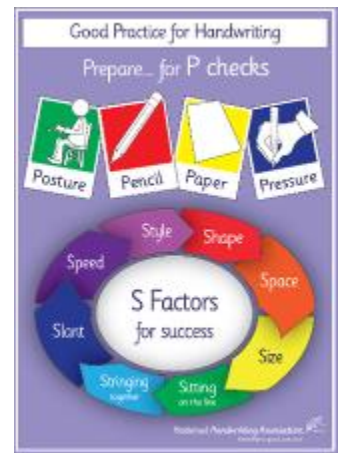 Good Practice for Handwriting
Prepare... for P checks
Posture
Pencil
Paper
Pressure
Style
Shape
Space
Size
Sitting
on the line
Stringing
together
Slant
Speed
S Factors
for success
National Handwriting Association